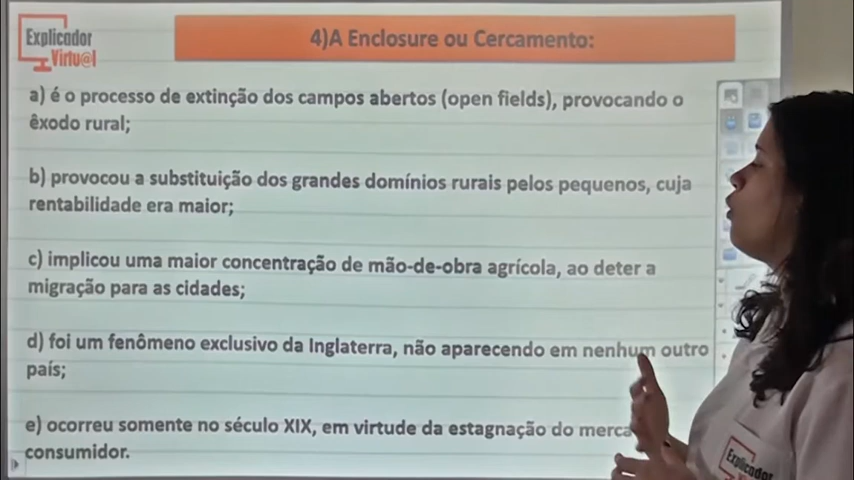 Explicador
Virtu@l
4)A Enclosure ou Cercamento:
a) é o processo de extinção dos campos abertos (open fields), provocando o
êxodo rural;
b) provocou a substituição dos grandes domínios rurais pelos pequenos, cuja
rentabilidade era maior;
c) implicou uma maior concentração de mão-de-obra agrícola, ao deter a
migração para as cidades;
d) foi um fenômeno exclusivo da Inglaterra, não aparecendo em nenhum outro
país;
e) ocorreu somente no século XIX, em virtude da estagnação do
consumidor.
Explicador